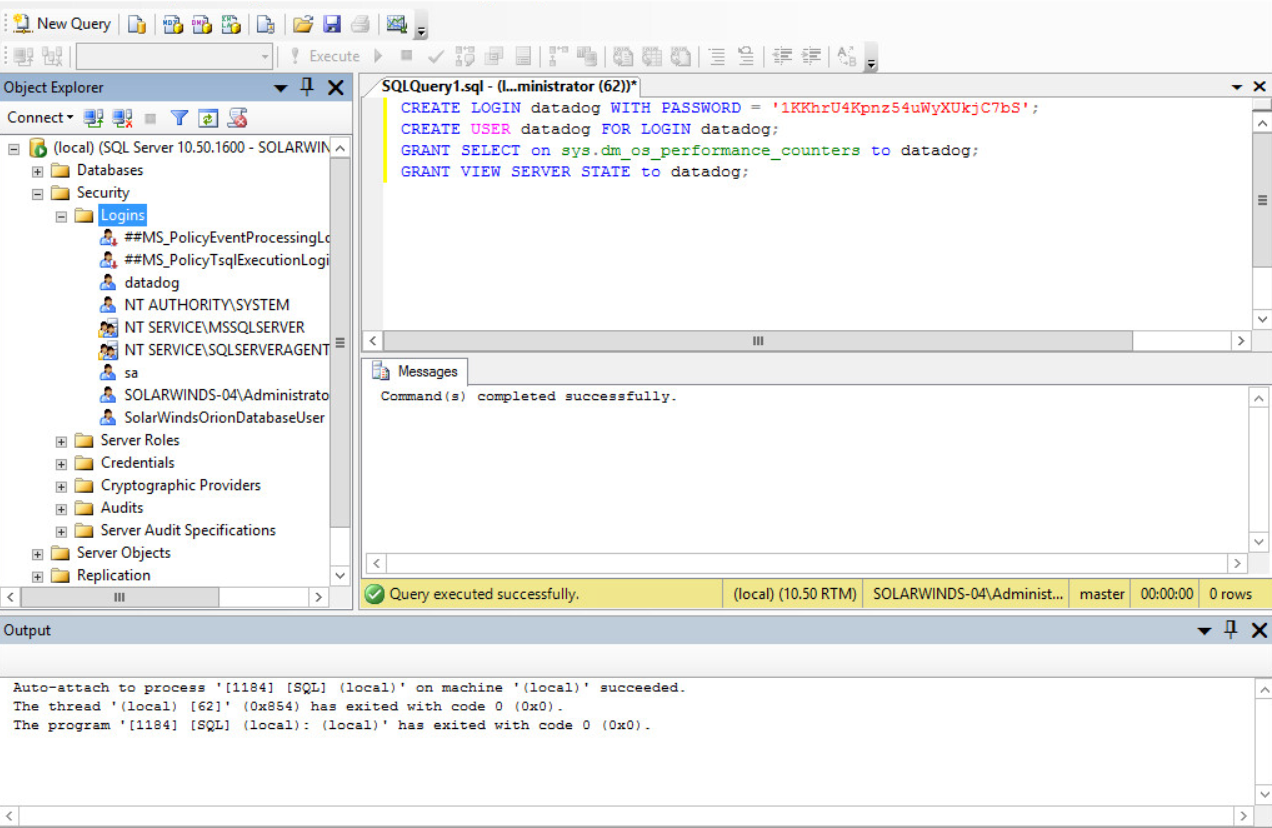 New Query
Execute
Object Explorer
Connect
(local) (SQL Server 10.50.1600 - SOLARWIN
Databases
Security
Logins
##MS_PolicyEventProcessingLo
##MS_PolicyTsqlExecutionLogi
datadog
NT AUTHORITY\SYSTEM
NT SERVICE\MSSQLSERVER
NT SERVICE\SQLSERVERAGENT
sa
SOLARWINDS-04\Administrato
SolarWindsOrionDatabaseUser
Server Roles
Credentials
Cryptographic Providers
Audits
Server Audit Specifications
Server Objects
Replication
SQLQuery1.sql - (l...ministrator (62))*
CREATE LOGIN datadog WITH PASSWORD = '1KKhrU4Kpnz54uWyXUkjC7bS';
CREATE USER datadog FOR LOGIN datadog;
GRANT SELECT on sys.dm_os_performance_counters to datadog;
GRANT VIEW SERVER STATE to datadog;
Messages
Command(s) completed successfully.
Query executed successfully. (local) (10.50 RTM) SOLARWINDS-04\Administ... master 00:00:00 0 rows
Output
Auto-attach to process '[1184] [SQL] (local)' on machine '(local)' succeeded.
The thread '(local) [62]' (0x854) has exited with code 0 (0x0).
The program '[1184] [SQL] (local): (local)' has exited with code 0 (0x0).